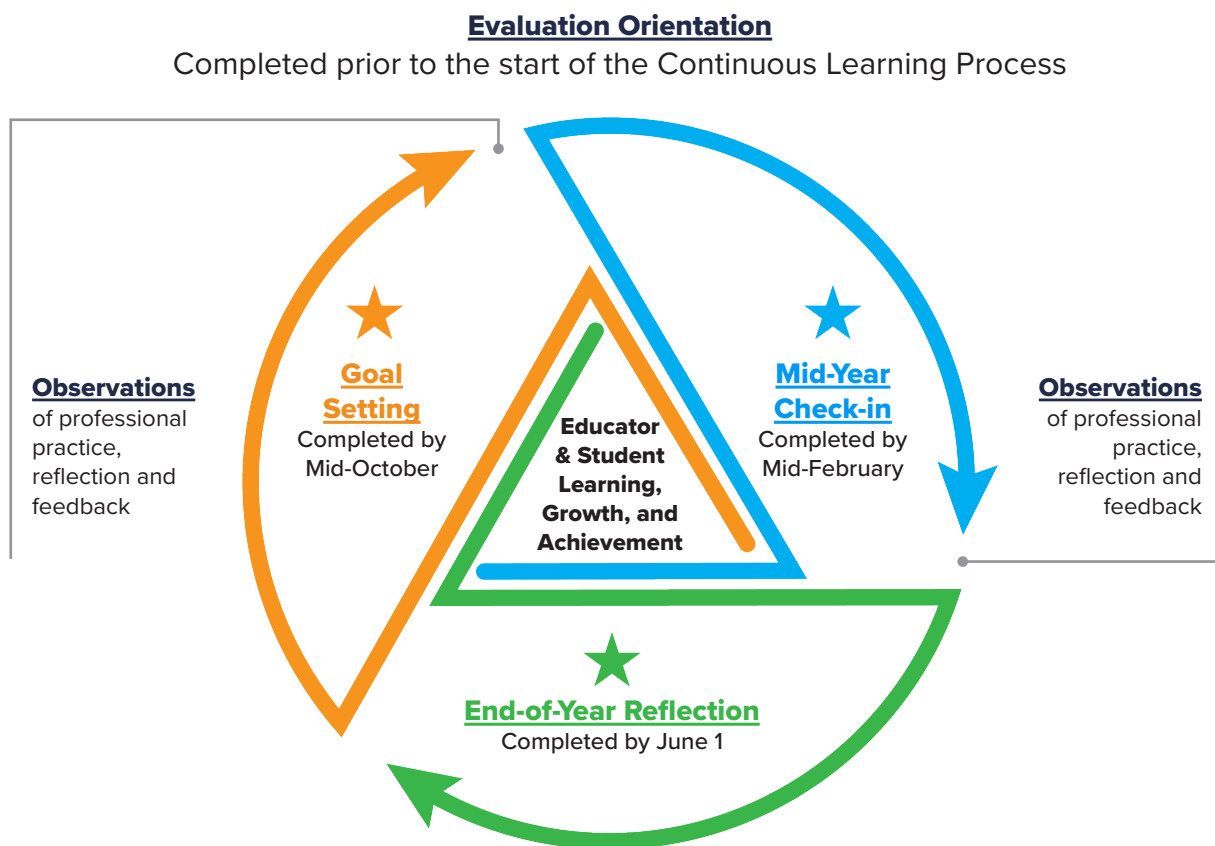 Evaluation Orientation
Completed prior to the start of the Continuous Learning Process
Observations
of professional
practice,
reflection and
feedback
Goal
Setting
Completed by
Mid-October
Educator
& Student
Learning,
Growth, and
Achievement
Mid-Year
Check-in
Completed by
Mid-February
Observations
of professional
practice,
reflection and
feedback
End-of-Year Reflection
Completed by June 1